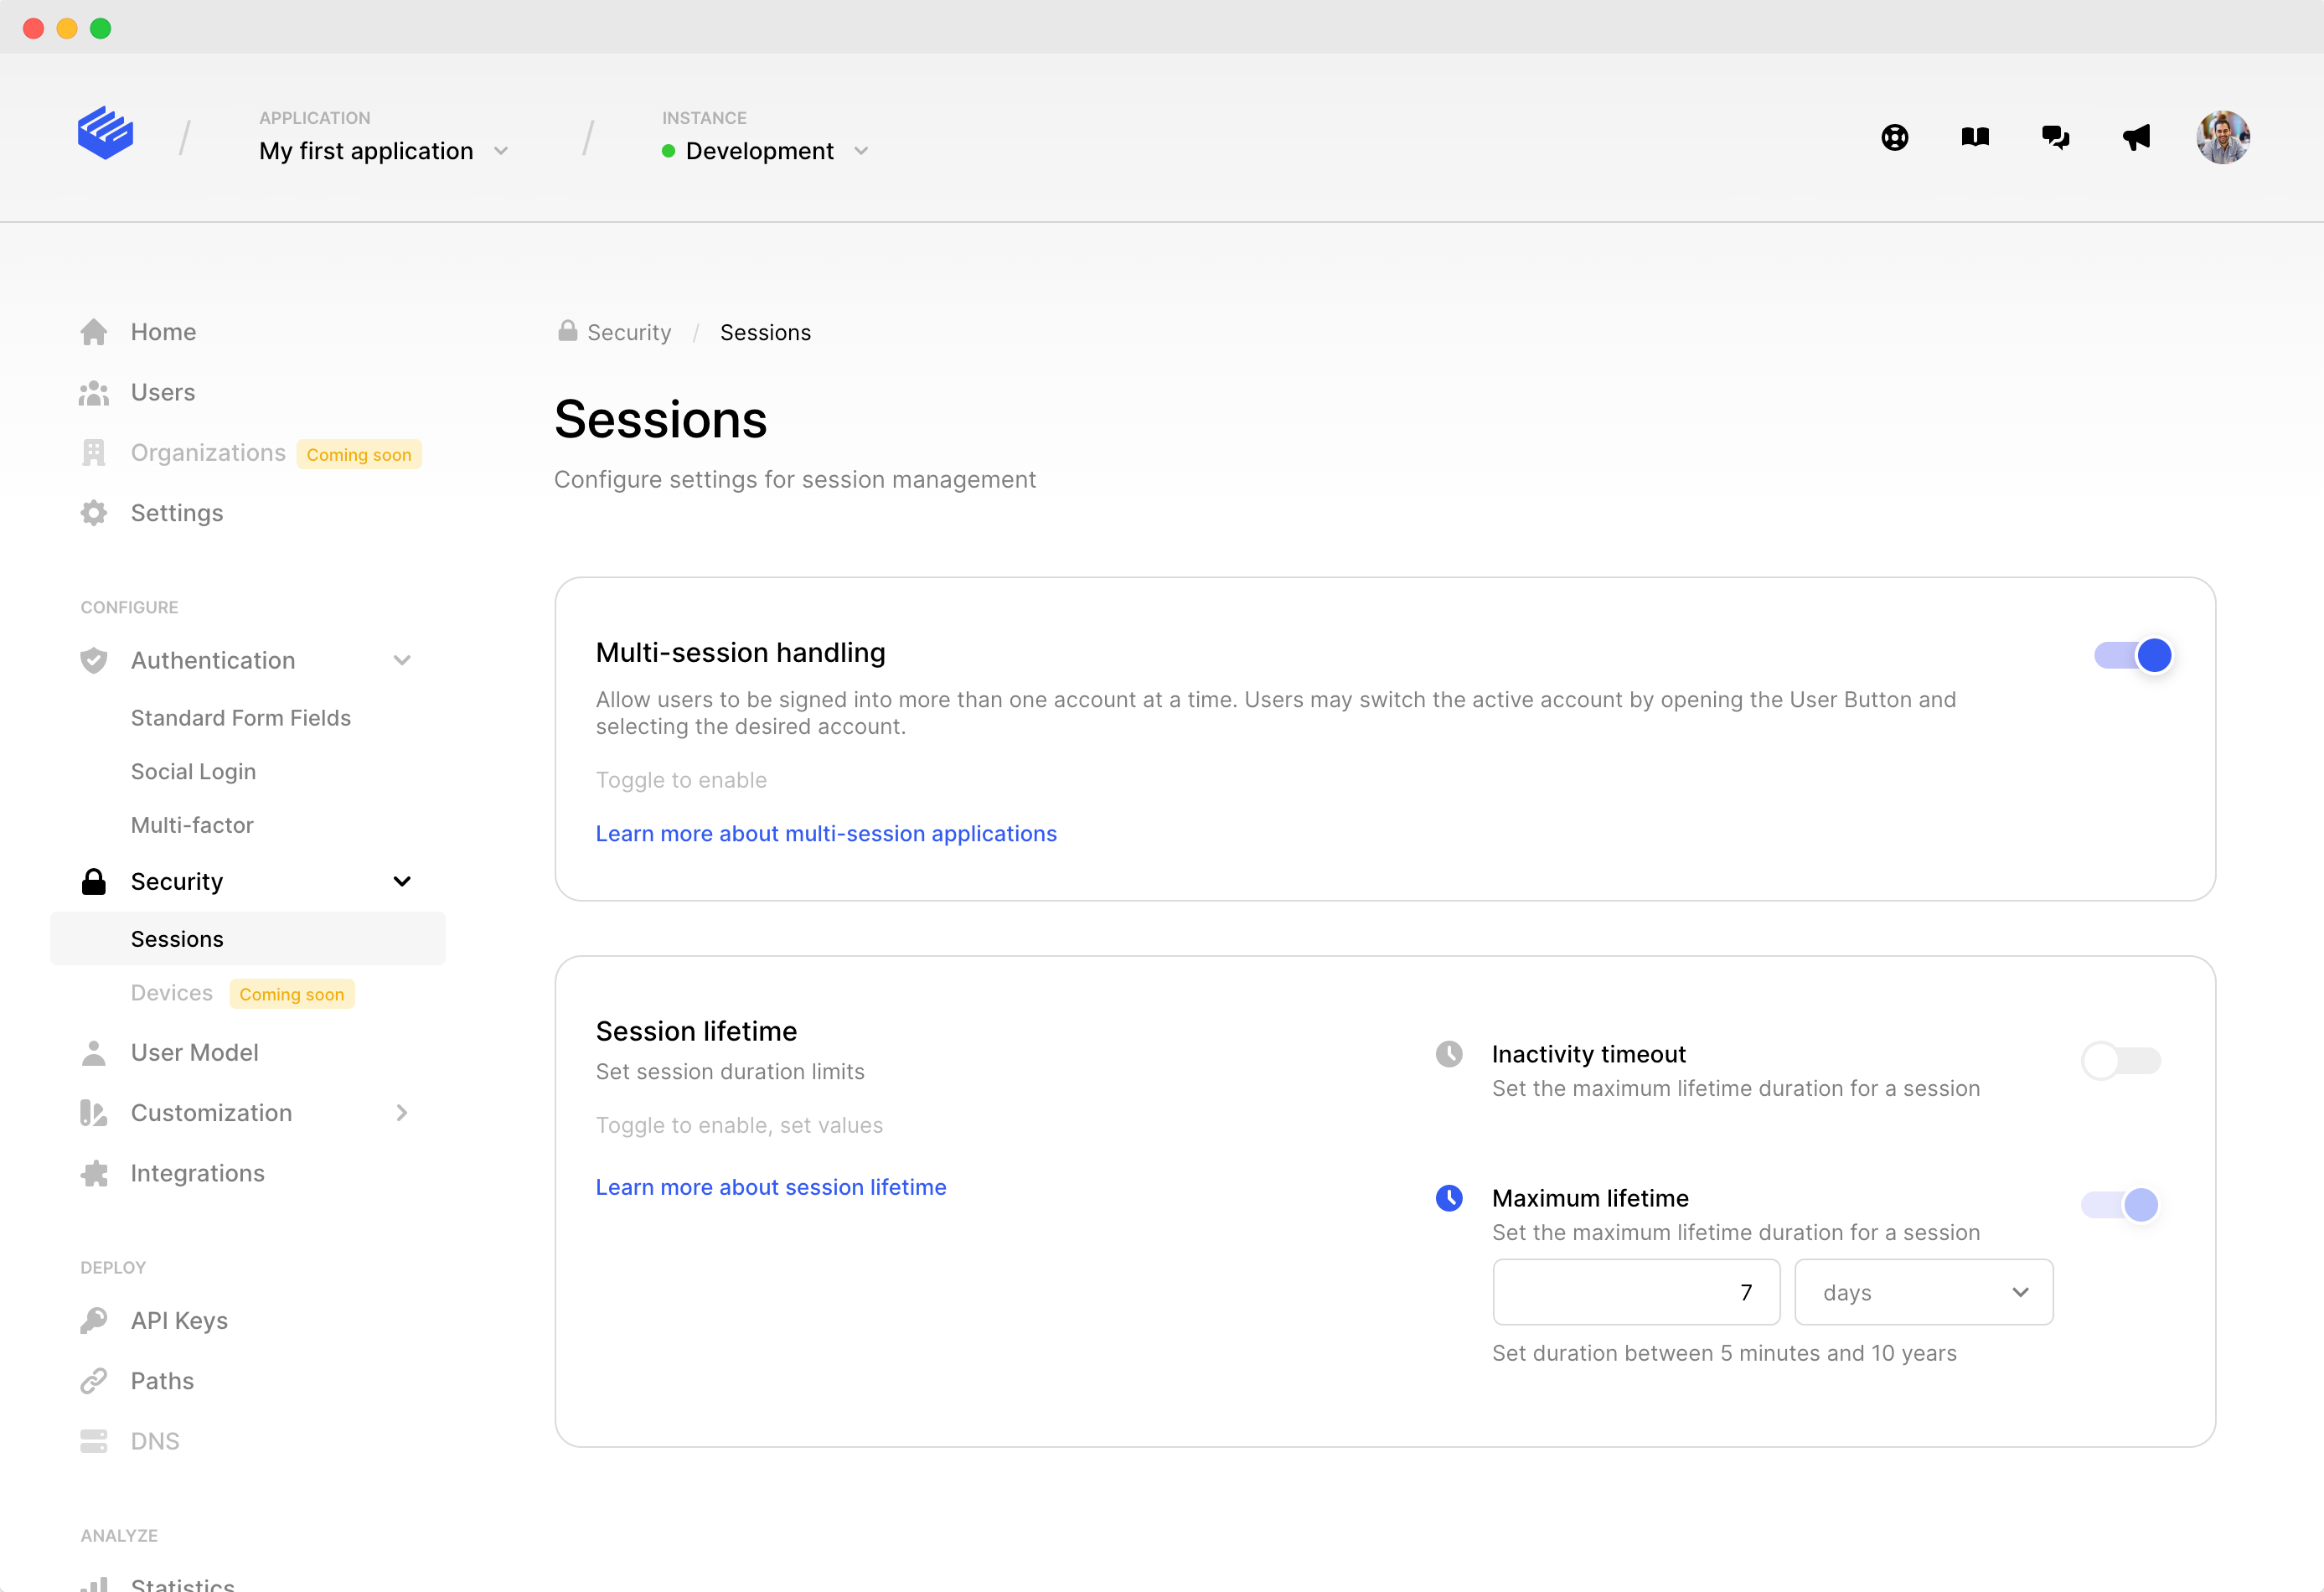 APPLICATION
My first application
INSTANCE
Development
Home
Users
Organizations Coming soon
Settings
CONFIGURE
Authentication
Standard Form Fields
Social Login
Multi-factor
Security
Sessions
Devices Coming soon
User Model
Customization
Integrations
DEPLOY
API Keys
Paths
DNS
ANALYZE
Statistics
Security / Sessions
Sessions
Configure settings for session management
Multi-session handling
Allow users to be signed into more than one account at a time. Users may switch the active account by opening the User Button and
selecting the desired account.
Toggle to enable
Learn more about multi-session applications
Session lifetime
Set session duration limits
Toggle to enable, set values
Learn more about session lifetime
Inactivity timeout
Set the maximum lifetime duration for a session
Maximum lifetime
Set the maximum lifetime duration for a session
7 days
Set duration between 5 minutes and 10 years